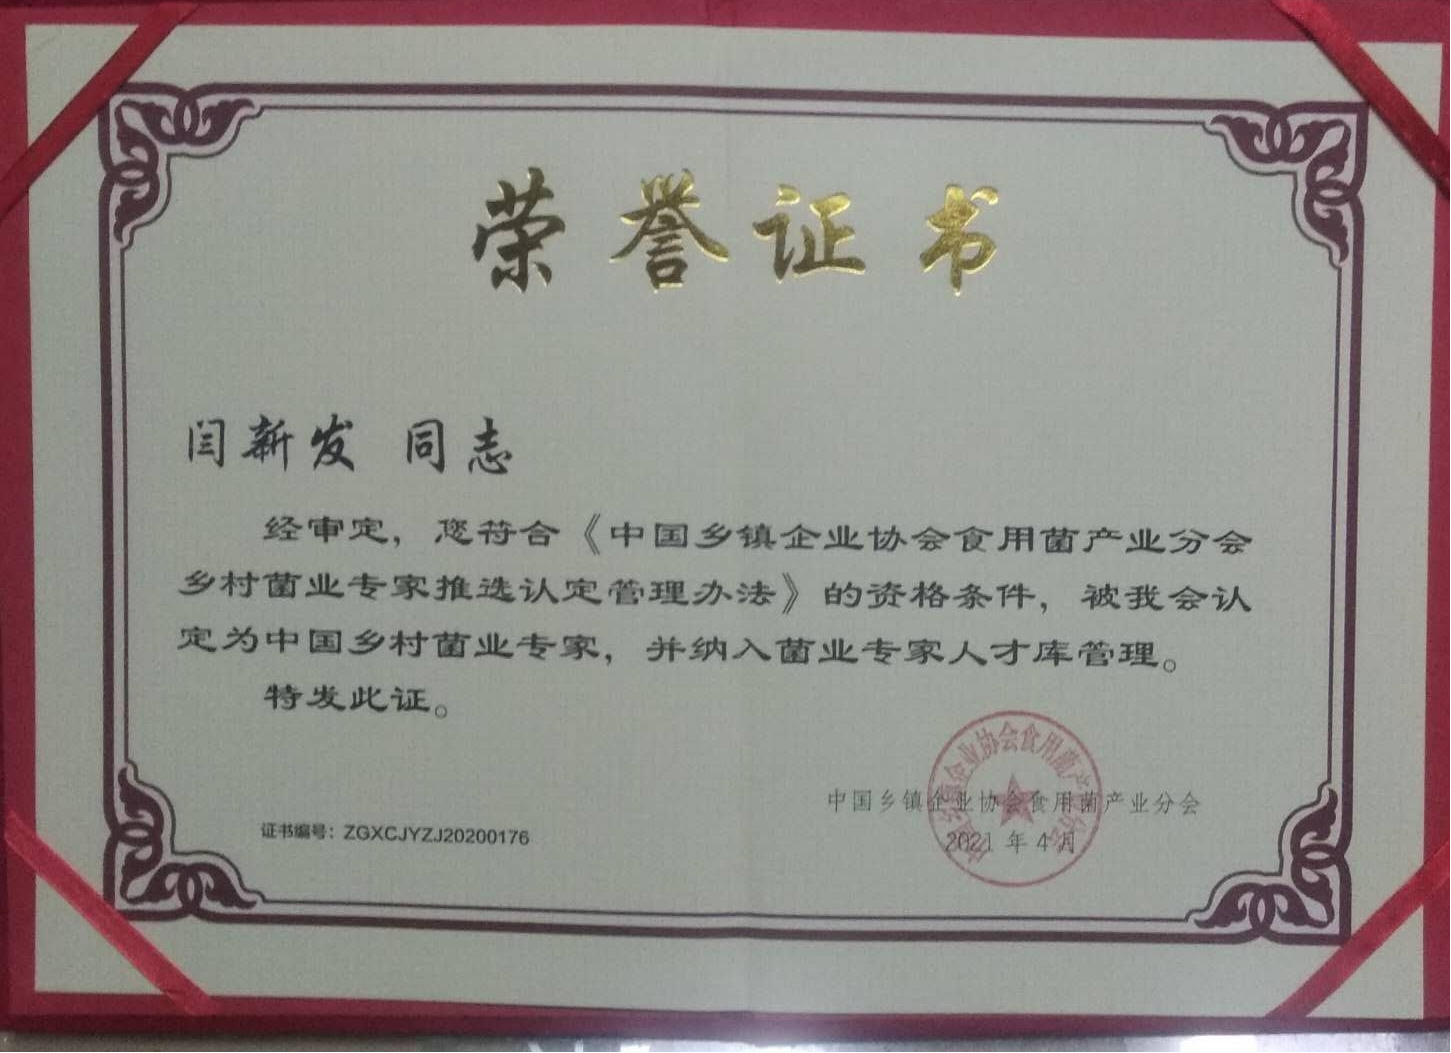 荣誉证书
闫新发 同志
经审定，您符合《中国乡镇企业协会食用菌产业分会
乡村菌业专家推选认定管理办法》的资格条件，被我会认
定为中国乡村菌业专家，并纳入菌业专家人才库管理。
特发此证。
中国乡镇企业协会食用菌产业分会
2021 年 4 月
证书编号：ZGXCJYZJ20200176